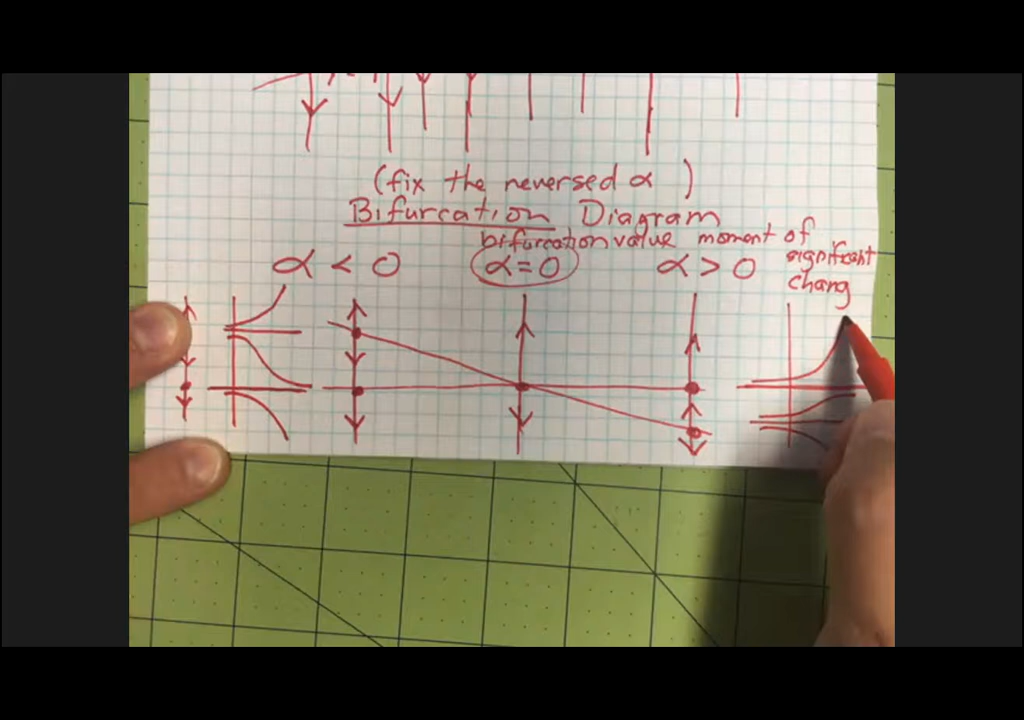 (fix the reversed α )
Bifurcation Diagram
bifurcation value moment of
significant
chang
α < 0
α = 0
α > 0